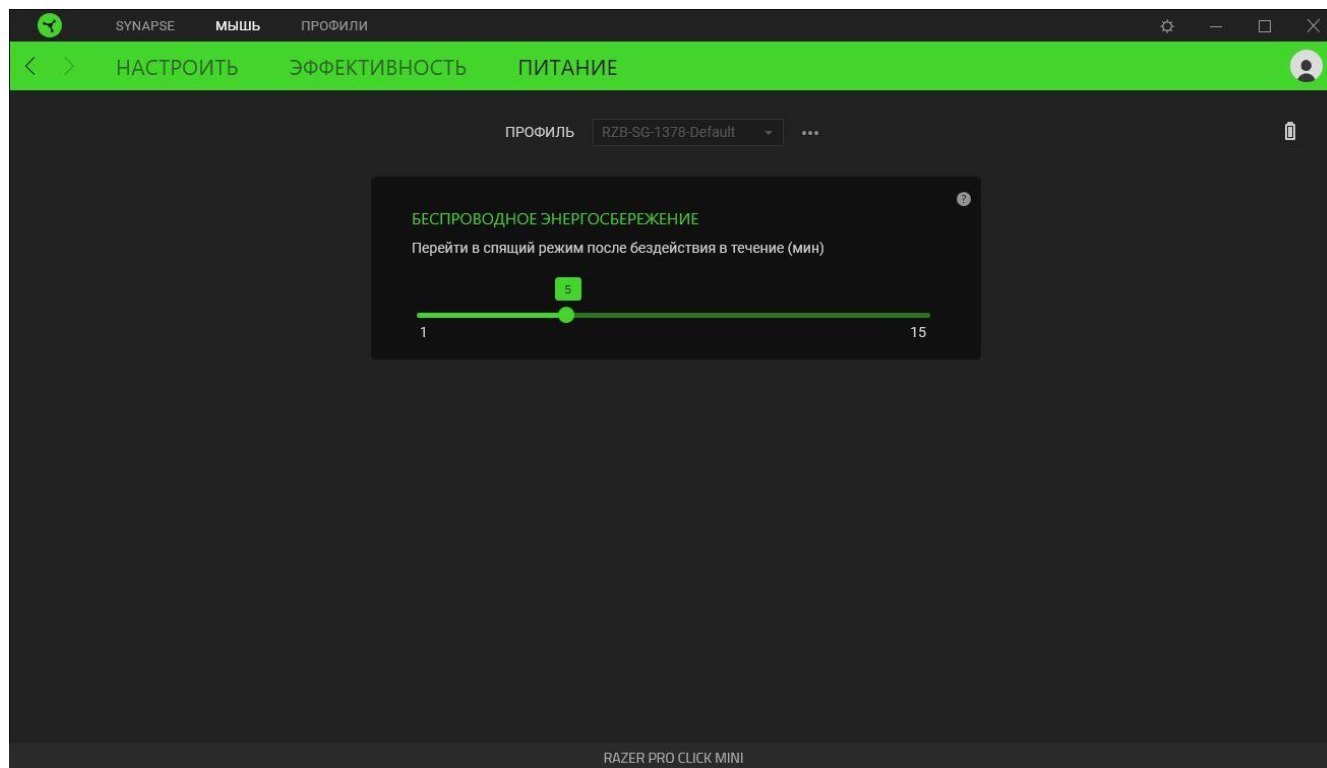 SYNAPSE МЫШЬ ПРОФИЛИ
НАСТРОИТЬ ЭФФЕКТИВНОСТЬ ПИТАНИЕ
ПРОФИЛЬ RZB-SG-1378-Default
БЕСПРОВОДНОЕ ЭНЕРГОСБЕРЕЖЕНИЕ
Перейти в спящий режим после бездействия в течение (мин)
5
1 15
RAZER PRO CLICK MINI